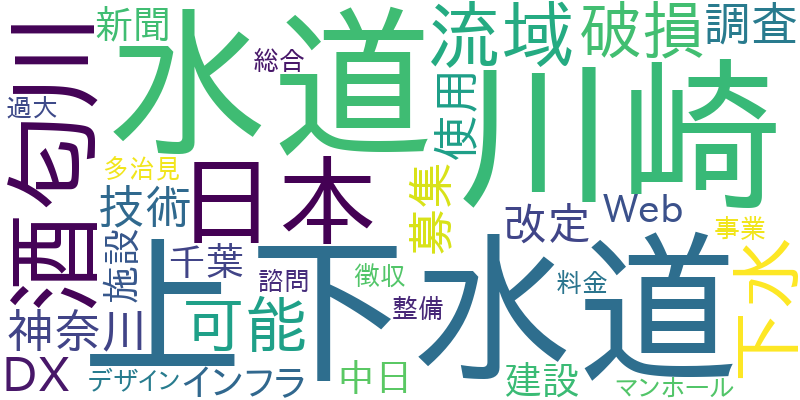 新聞
水道
総合
流域
破損
調査
酒匂川
過大
使用
川崎
多治見
日本
技術
募集
改定
Web
事業
施設
千葉
上下水道
諮問
徴収
料金
下水
神奈川
可能
整備
DX
デザイン
インフラ
中日
建設
マンホール